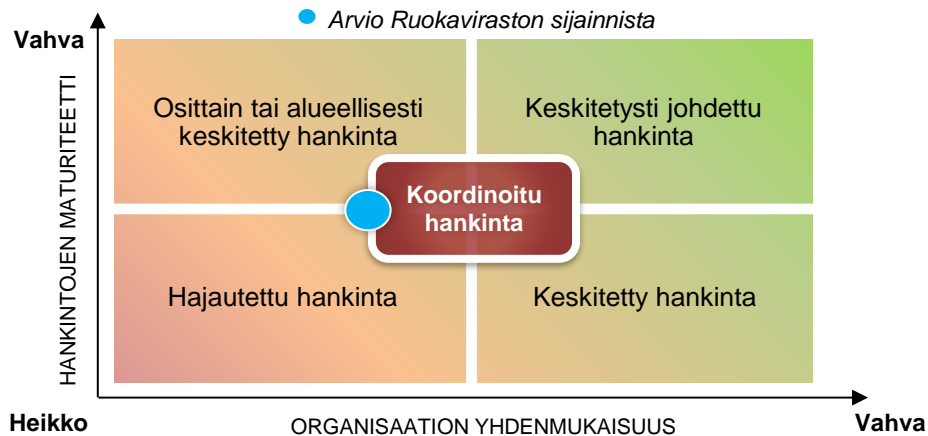 Arvio Ruokaviraston sijainnista
Vahva
HANKINTOJEN MATURITEETTI
Osittain tai alueellisesti
keskitetty hankinta
Keskitetysti johdettu
hankinta
Koordinoitu
hankinta
Hajautettu hankinta
Keskitetty hankinta
Heikko
ORGANISAATION YHDENMUKAISUUS
Vahva